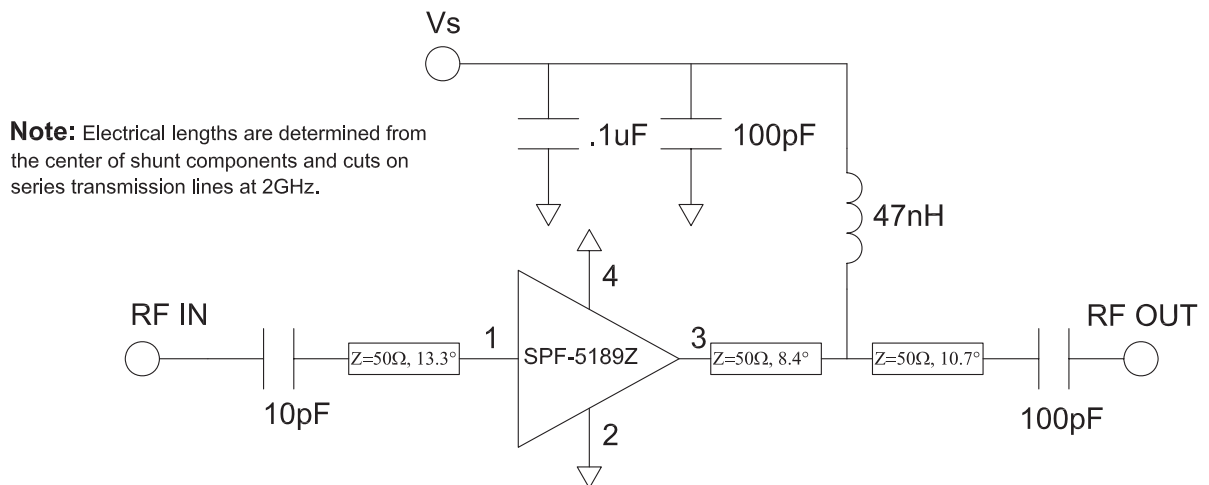 Vs
Note: Electrical lengths are determined from
the center of shunt components and cuts on
series transmission lines at 2GHz.
.1uF
100pF
47nH
4
RF IN
1
3
RF OUT
Z=50Ω, 13.3°
SPF-5189Z
Z=50Ω, 8.4°
Z=50Ω, 10.7°
10pF
2
100pF